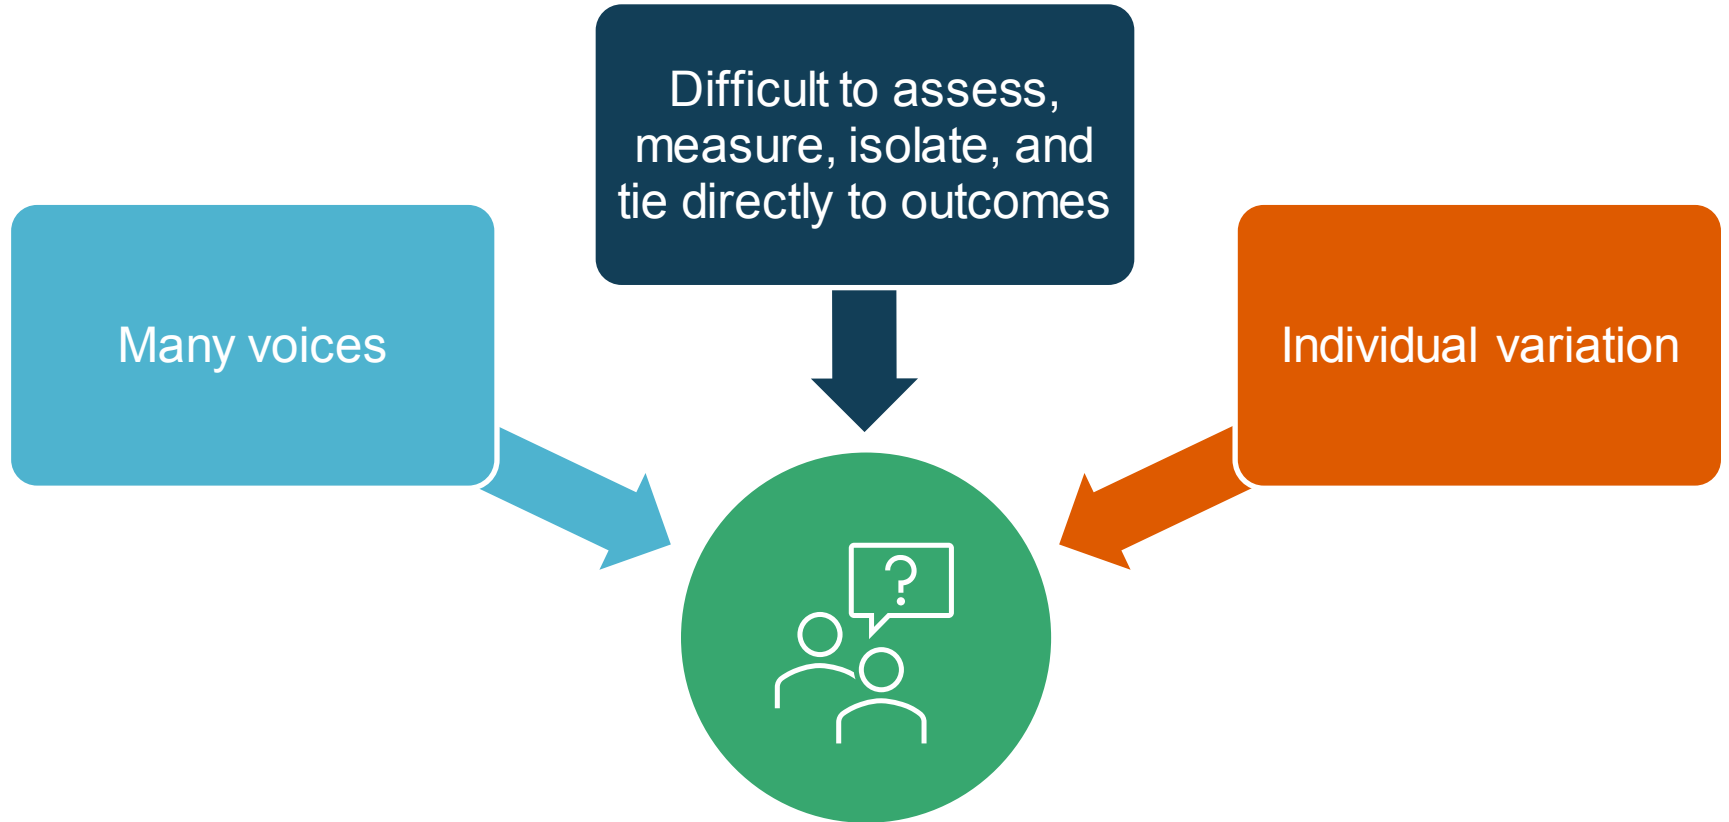 Difficult to assess,
measure, isolate, and
tie directly to outcomes
Many voices
Individual variation
?